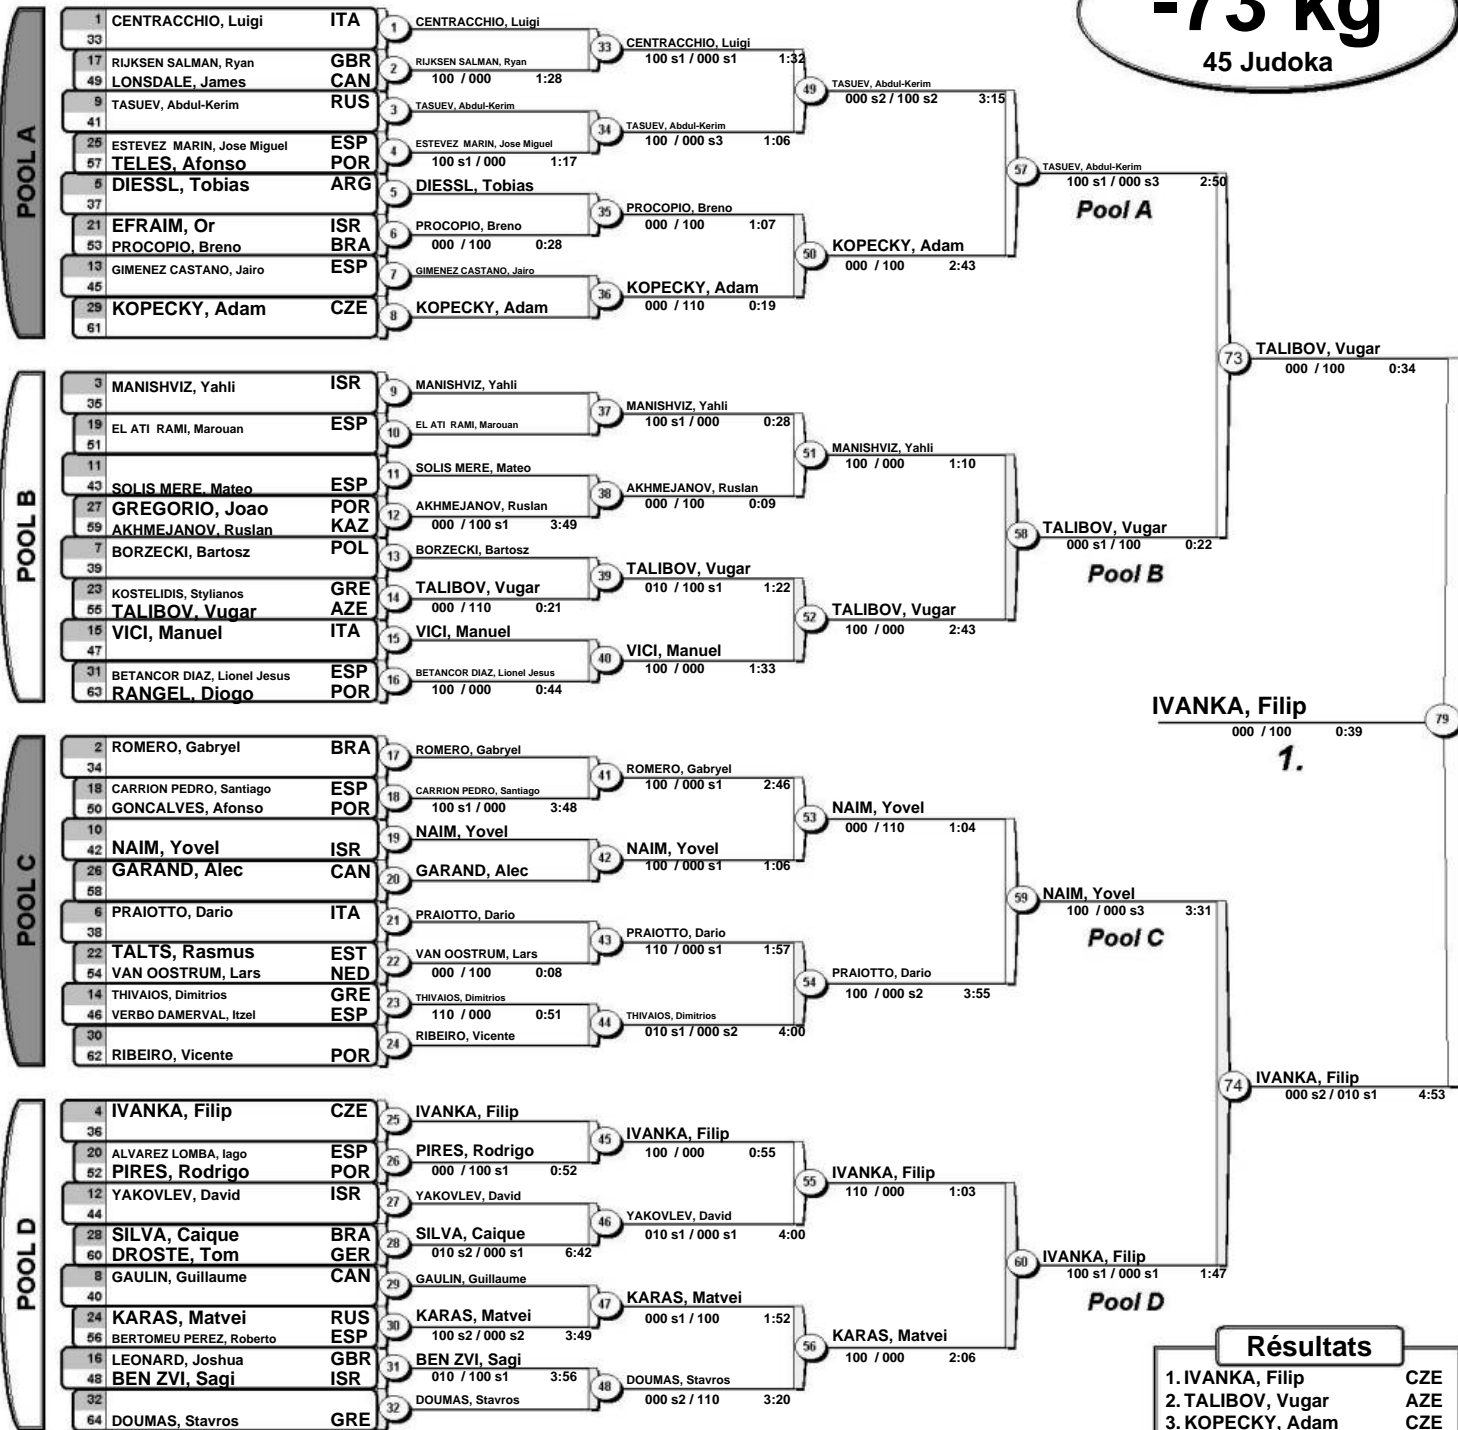 -73 kg
45 Judoka
POOL A
1 CENTRACCHIO, Luigi ITA
33
17 RIJKSEN SALMAN, Ryan GBR
49 LONSDALE, James CAN
9 TASUEV, Abdul-Kerim RUS
41
25 ESTEVEZ MARIN, Jose Miguel ESP
57 TELES, Afonso POR
5 DIESSL, Tobias ARG
37
21 EFRAIM, Or ISR
53 PROCOPIO, Breno BRA
13 GIMENEZ CASTANO, Jairo ESP
45
29 KOPECKY, Adam CZE
61
1 CENTRACCHIO, Luigi
2 RIJKSEN SALMAN, Ryan
100 / 000 1:28
3 TASUEV, Abdul-Kerim
4 ESTEVEZ MARIN, Jose Miguel
100 s1 / 000 1:17
5 DIESSL, Tobias
6 PROCOPIO, Breno
000 / 100 0:28
7 GIMENEZ CASTANO, Jairo
8 KOPECKY, Adam
33 CENTRACCHIO, Luigi
100 s1 / 000 s1 1:32
34 TASUEV, Abdul-Kerim
100 / 000 s3 1:06
35 PROCOPIO, Breno
000 / 100 1:07
36 KOPECKY, Adam
000 / 110 0:19
49 TASUEV, Abdul-Kerim
000 s2 / 100 s2 3:15
50 KOPECKY, Adam
000 / 100 2:43
57 TASUEV, Abdul-Kerim
100 s1 / 000 s3 2:50
Pool A
POOL B
3 MANISHVIZ, Yahli ISR
35
19 EL ATI RAMI, Marouan ESP
51
11
43 SOLIS MERE, Mateo ESP
27 GREGORIO, Joao POR
59 AKHMEJANOV, Ruslan KAZ
7 BORZECKI, Bartosz POL
39
23 KOSTELIDIS, Stylianos GRE
55 TALIBOV, Vugar AZE
15 VICI, Manuel ITA
47
31 BETANCOR DIAZ, Lionel Jesus ESP
63 RANGEL, Diogo POR
9 MANISHVIZ, Yahli
10 EL ATI RAMI, Marouan
11 SOLIS MERE, Mateo
12 AKHMEJANOV, Ruslan
000 / 100 s1 3:49
13 BORZECKI, Bartosz
14 TALIBOV, Vugar
000 / 110 0:21
15 VICI, Manuel
16 BETANCOR DIAZ, Lionel Jesus
100 / 000 0:44
37 MANISHVIZ, Yahli
100 s1 / 000 0:28
38 AKHMEJANOV, Ruslan
000 / 100 0:09
39 TALIBOV, Vugar
010 / 100 s1 1:22
40 VICI, Manuel
100 / 000 1:33
51 MANISHVIZ, Yahli
100 / 000 1:10
52 TALIBOV, Vugar
100 / 000 2:43
58 TALIBOV, Vugar
000 s1 / 100 0:22
Pool B
73 TALIBOV, Vugar
000 / 100 0:34
IVANKA, Filip 79
000 / 100 0:39
1.
POOL C
2 ROMERO, Gabryel BRA
34
18 CARRION PEDRO, Santiago ESP
50 GONCALVES, Afonso POR
10
42 NAIM, Yovel ISR
26 GARAND, Alec CAN
58
6 PRAIOTTO, Dario ITA
38
22 TALTS, Rasmus EST
54 VAN OOSTRUM, Lars NED
14 THIVAIOS, Dimitrios GRE
46 VERBO DAMERVAL, Itzel ESP
30
62 RIBEIRO, Vicente POR
17 ROMERO, Gabryel
18 CARRION PEDRO, Santiago
100 s1 / 000 3:48
19 NAIM, Yovel
20 GARAND, Alec
21 PRAIOTTO, Dario
22 VAN OOSTRUM, Lars
000 / 100 0:08
23 THIVAIOS, Dimitrios
110 / 000 0:51
24 RIBEIRO, Vicente
41 ROMERO, Gabryel
100 / 000 s1 2:46
42 NAIM, Yovel
100 / 000 s1 1:06
43 PRAIOTTO, Dario
110 / 000 s1 1:57
44 THIVAIOS, Dimitrios
010 s1 / 000 s2 4:00
53 NAIM, Yovel
000 / 110 1:04
54 PRAIOTTO, Dario
100 / 000 s2 3:55
59 NAIM, Yovel
100 / 000 s3 3:31
Pool C
74 IVANKA, Filip
000 s2 / 010 s1 4:53
POOL D
4 IVANKA, Filip CZE
36
20 ALVAREZ LOMBA, Iago ESP
52 PIRES, Rodrigo POR
12 YAKOVLEV, David ISR
44
28 SILVA, Caique BRA
60 DROSTE, Tom GER
8 GAULIN, Guillaume CAN
40
24 KARAS, Matvei RUS
56 BERTOMEU PEREZ, Roberto ESP
16 LEONARD, Joshua GBR
48 BEN ZVI, Sagi ISR
32
64 DOUMAS, Stavros GRE
25 IVANKA, Filip
26 PIRES, Rodrigo
000 / 100 s1 0:52
27 YAKOVLEV, David
28 SILVA, Caique
010 s2 / 000 s1 6:42
29 GAULIN, Guillaume
30 KARAS, Matvei
100 s2 / 000 s2 3:49
31 BEN ZVI, Sagi
010 / 100 s1 3:56
32 DOUMAS, Stavros
45 IVANKA, Filip
100 / 000 0:55
46 YAKOVLEV, David
010 s1 / 000 s1 4:00
47 KARAS, Matvei
000 s1 / 100 1:52
48 DOUMAS, Stavros
000 s2 / 110 3:20
55 IVANKA, Filip
110 / 000 1:03
56 KARAS, Matvei
100 / 000 2:06
60 IVANKA, Filip
100 s1 / 000 s1 1:47
Pool D
Résultats
1. IVANKA, Filip CZE
2. TALIBOV, Vugar AZE
3. KOPECKY, Adam CZE